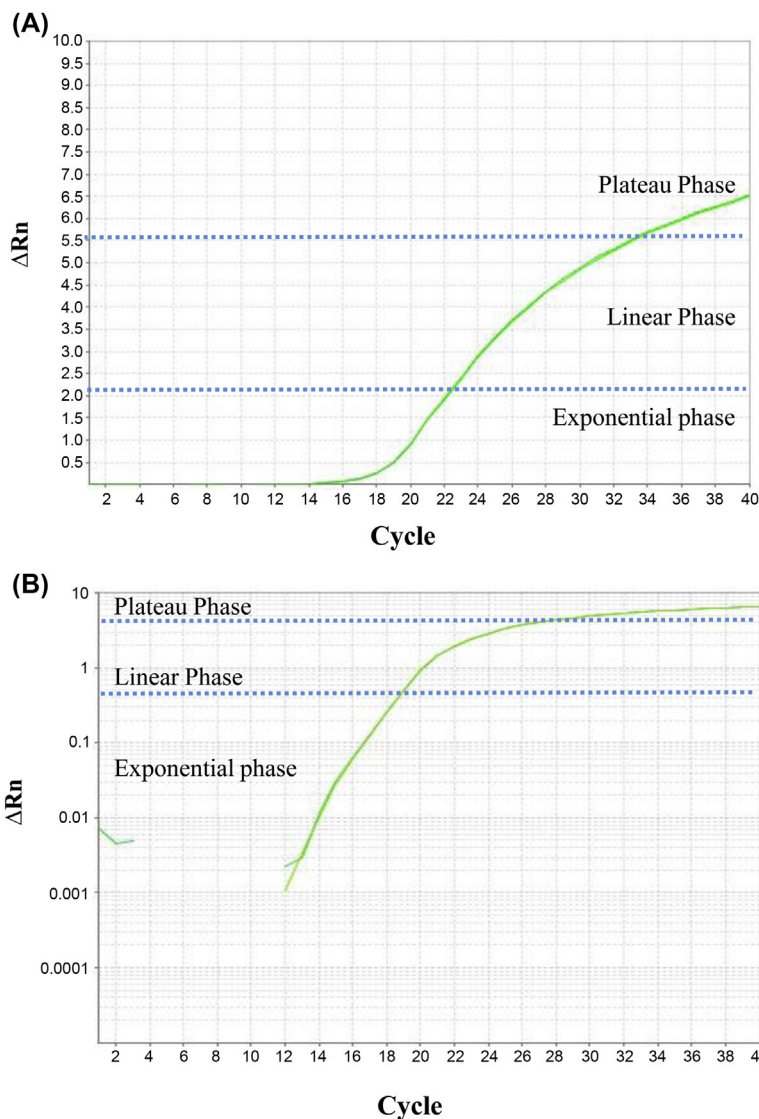 (A)
10.0
9.5
9.0
8.5
8.0
7.5
7.0
6.5
6.0
5.5
5.0
4.5
4.0
3.5
3.0
2.5
2.0
1.5
1.0
0.5
ΔRn
Plateau Phase
Linear Phase
Exponential phase
2 4 6 8 10 12 14 16 18 20 22 24 26 28 30 32 34 36 38 40
Cycle
(B)
10
1
0.1
0.01
0.001
0.0001
ΔRn
Plateau Phase
Linear Phase
Exponential phase
2 4 6 8 10 12 14 16 18 20 22 24 26 28 30 32 34 36 38 4
Cycle